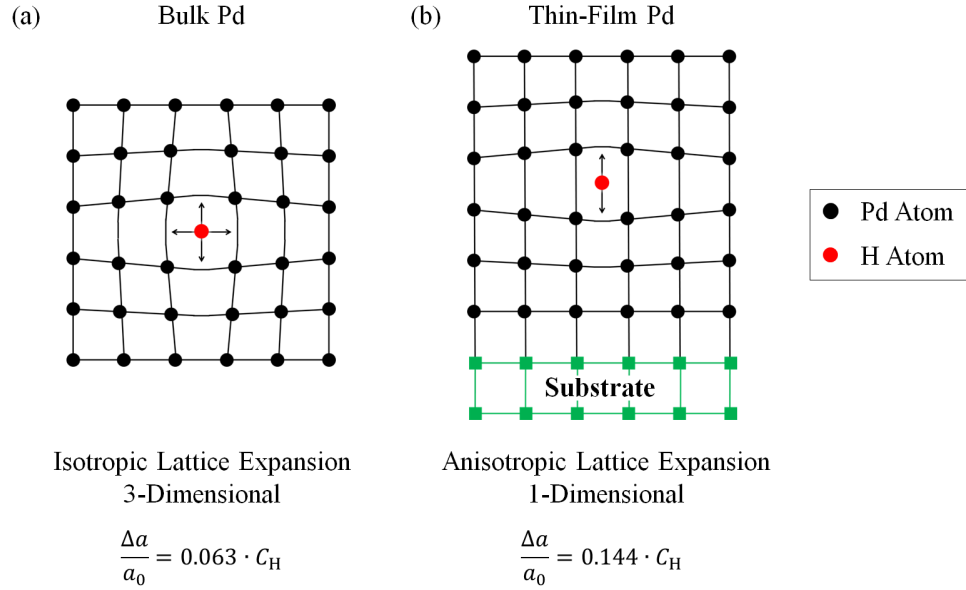 (a)
Bulk Pd
(b)
Thin-Film Pd
Pd Atom
H Atom
Substrate
Isotropic Lattice Expansion
3-Dimensional
Δa/a₀ = 0.063 · C_H
Anisotropic Lattice Expansion
1-Dimensional
Δa/a₀ = 0.144 · C_H